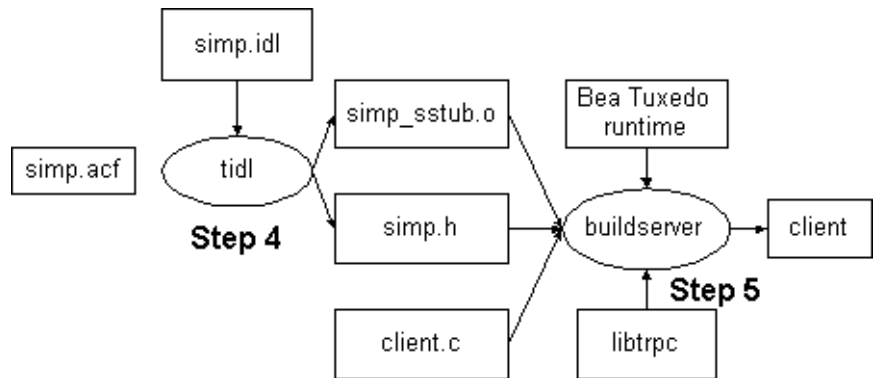 simp.idl
simp_sstub.o
Bea Tuxedo
runtime
simp.acf
tidl
simp.h
buildserver
client
Step 4
Step 5
client.c
libtrpc